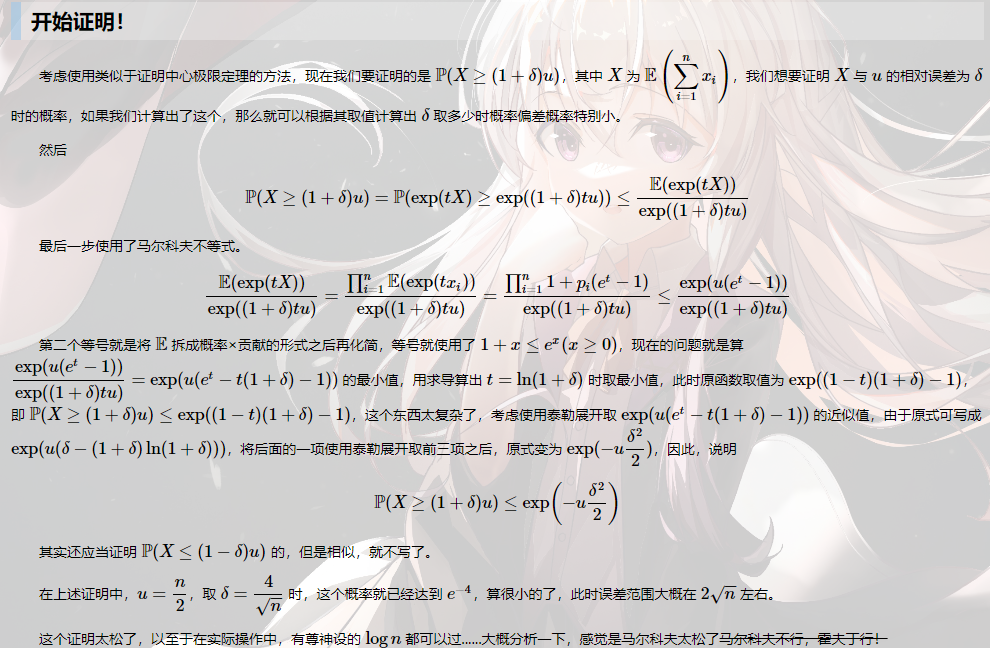 开始证明!
考虑使用类似于证明中心极限定理的方法，现在我们要证明的是 $\mathbb{P}(X \geq (1+\delta)u)$，其中 $X$ 为 $\mathbb{E}\left(\sum_{i=1}^{n} x_i\right)$，我们想要证明 $X$ 与 $u$ 的相对误差为 $\delta$
时的概率，如果我们计算出了这个，那么就可以根据其取值计算出 $\delta$ 取多少时概率偏差概率特别小。
然后
$\mathbb{P}(X \geq (1+\delta)u) = \mathbb{P}(\exp(tX) \geq \exp((1+\delta)tu)) \leq \frac{\mathbb{E}(\exp(tX))}{\exp((1+\delta)tu)}$
最后一步使用了马尔科夫不等式。
$\frac{\mathbb{E}(\exp(tX))}{\exp((1+\delta)tu)} = \frac{\prod_{i=1}^{n} \mathbb{E}(\exp(tx_i))}{\exp((1+\delta)tu)} = \frac{\prod_{i=1}^{n} 1+p_i(e^t-1)}{\exp((1+\delta)tu)} \leq \frac{\exp(u(e^t-1))}{\exp((1+\delta)tu)}$
第二个等号就是将 $\mathbb{E}$ 拆成概率×贡献的形式之后再化简，等号就使用了 $1+x \leq e^x (x \geq 0)$，现在的问题就是算
$\frac{\exp(u(e^t-1))}{\exp((1+\delta)tu)} = \exp(u(e^t-t(1+\delta)-1))$ 的最小值，用求导算出 $t = \ln(1+\delta)$ 时取最小值，此时原函数取值为 $\exp((1-t)(1+\delta)-1)$，
即 $\mathbb{P}(X \geq (1+\delta)u) \leq \exp((1-t)(1+\delta)-1)$，这个东西太复杂了，考虑使用泰勒展开取 $\exp(u(e^t-t(1+\delta)-1))$ 的近似值，由于原式可写成
$\exp(u(\delta-(1+\delta)\ln(1+\delta)))$，将后面的一项使用泰勒展开取前三项之后，原式变为 $\exp(-u\frac{\delta^2}{2})$，因此，说明
$\mathbb{P}(X \geq (1+\delta)u) \leq \exp\left(-u\frac{\delta^2}{2}\right)$
其实还应当证明 $\mathbb{P}(X \leq (1-\delta)u)$ 的，但是相似，就不写了。
在上述证明中，$u = \frac{n}{2}$，取 $\delta = \frac{4}{\sqrt{n}}$ 时，这个概率就已经达到 $e^{-4}$，算很小的了，此时误差范围大概在 $2\sqrt{n}$ 左右。
这个证明太松了，以至于在实际操作中，有尊神设的 $\log n$ 都可以过......大概分析一下，感觉是马尔科夫太松了~~马尔科夫不行，霍夫丁行！~~